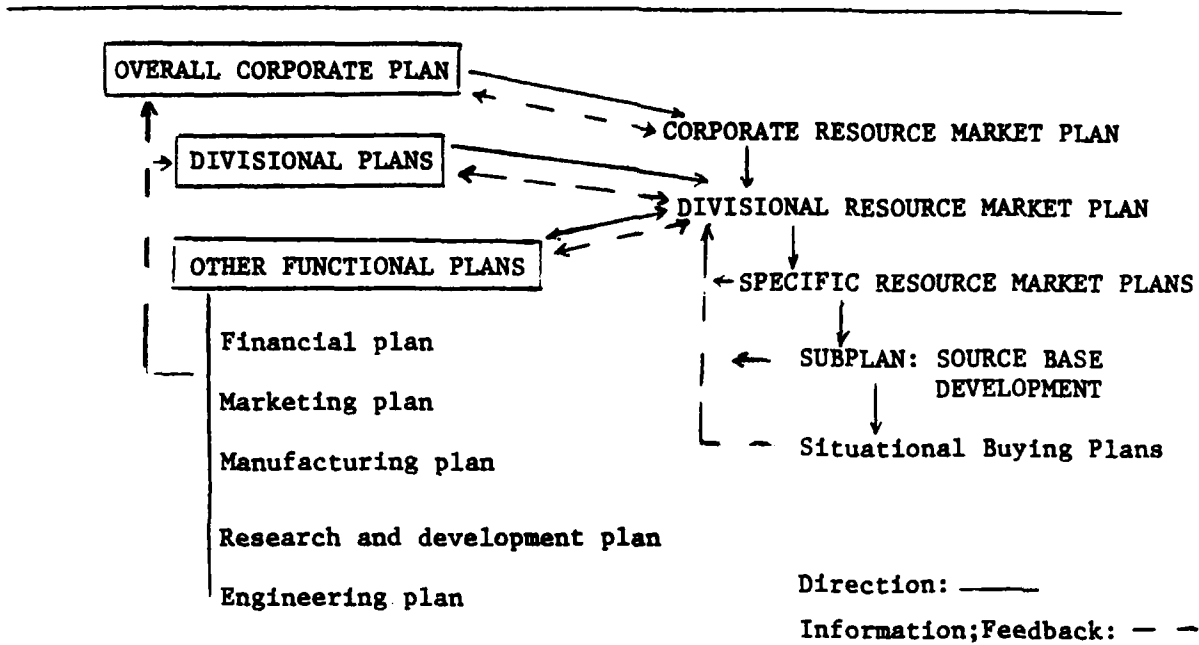 OVERALL CORPORATE PLAN
CORPORATE RESOURCE MARKET PLAN
DIVISIONAL PLANS
DIVISIONAL RESOURCE MARKET PLAN
OTHER FUNCTIONAL PLANS
SPECIFIC RESOURCE MARKET PLANS
Financial plan
SUBPLAN: SOURCE BASE
DEVELOPMENT
Marketing plan
Situational Buying Plans
Manufacturing plan
Research and development plan
Engineering plan
Direction:
Information;Feedback: